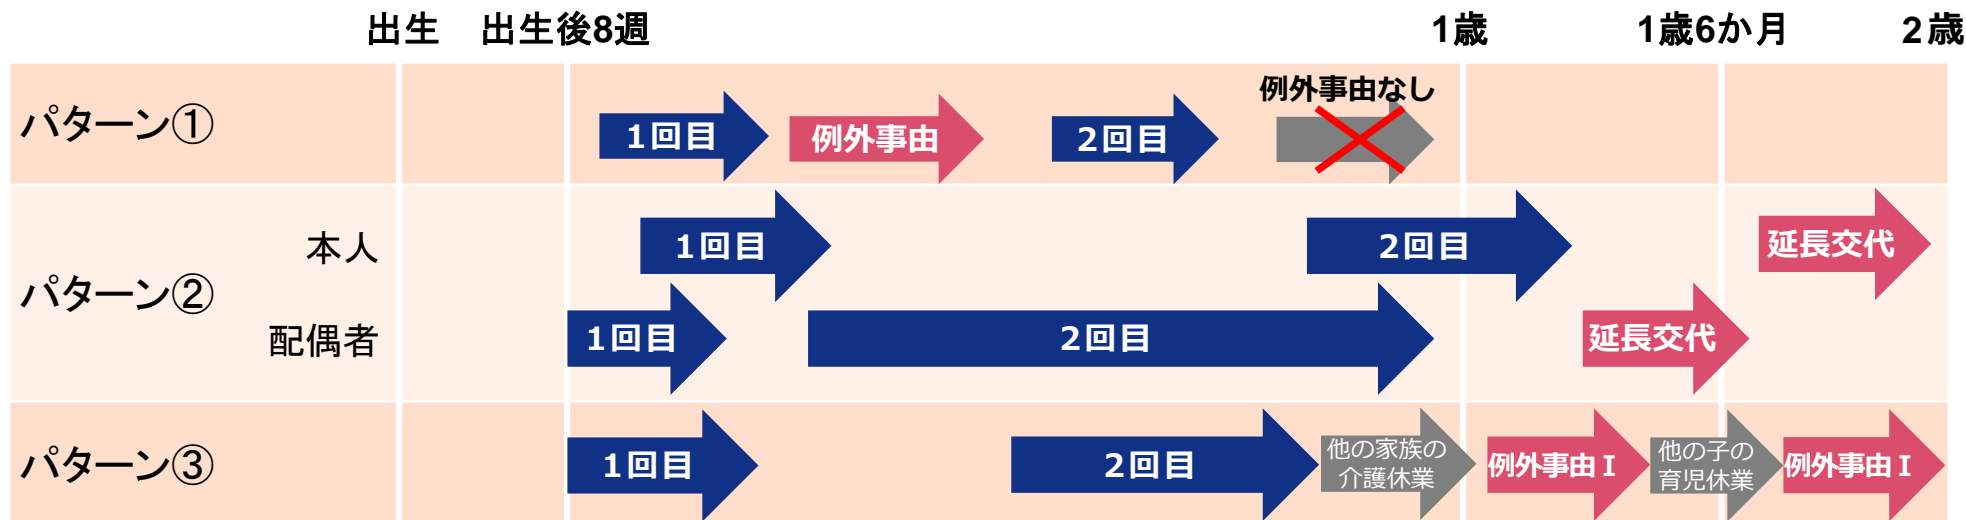 出生 出生後8週 1歳 1歳6か月 2歳
例外事由なし
パターン① 1回目 例外事由 2回目
本人 1回目 2回目 延長交代
パターン②
配偶者 1回目 2回目 延長交代
パターン③ 1回目 2回目
他の家族の
介護休業
例外事由Ⅰ
他の子の
育児休業
例外事由Ⅰ